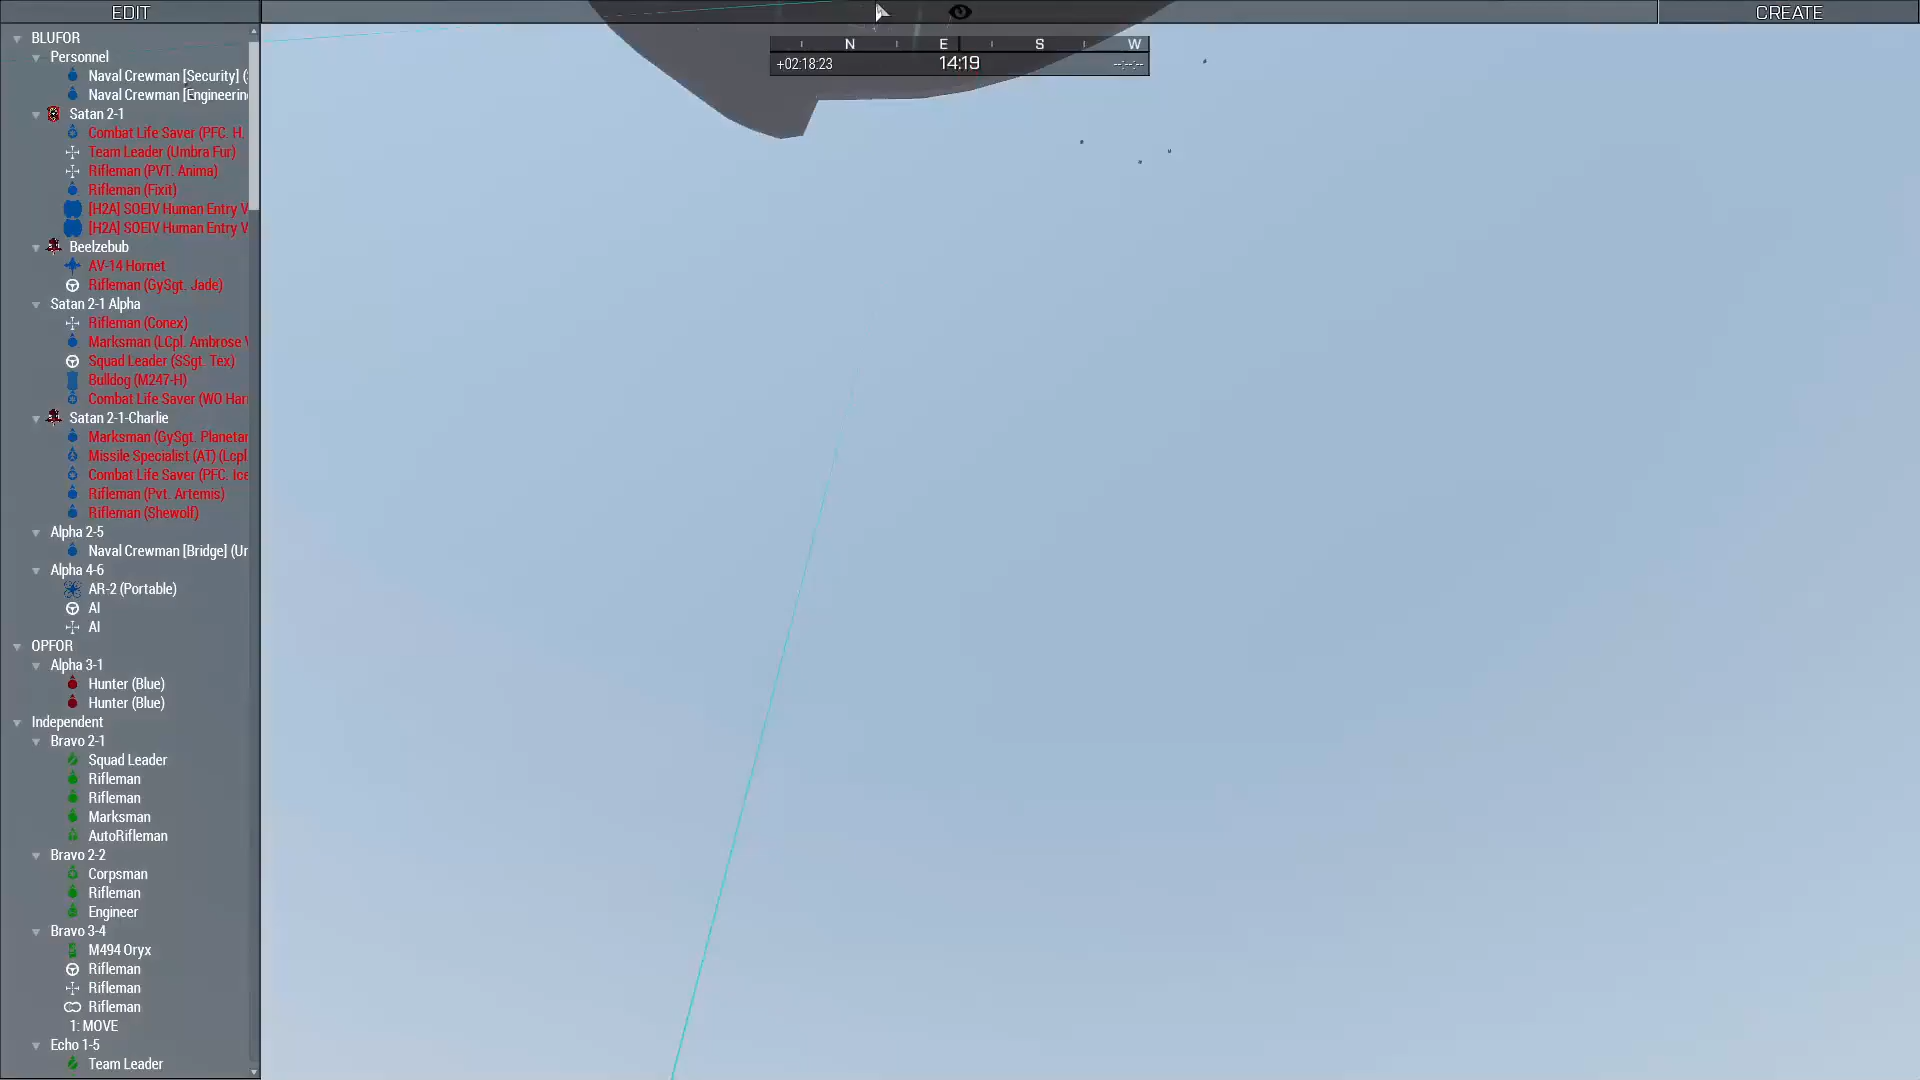 EDIT
CREATE
N E S W
+02:18:23 14:19 --:--:--
BLUFOR
Personnel
Naval Crewman [Security] (
Naval Crewman [Engineerin
Satan 2-1
Combat Life Saver (PFC. H.
Team Leader (Umbra Fur)
Rifleman (PVT. Anima)
Rifleman (Fixit)
[H2A] SOEIV Human Entry V
[H2A] SOEIV Human Entry V
Beelzebub
AV-14 Hornet
Rifleman (GySgt. Jade)
Satan 2-1 Alpha
Rifleman (Conex)
Marksman (LCpl. Ambrose V
Squad Leader (SSgt. Tex)
Bulldog (M247-H)
Combat Life Saver (WO Harr
Satan 2-1-Charlie
Marksman (GySgt. Planetar
Missile Specialist (AT) (Lcpl
Combat Life Saver (PFC. Ice
Rifleman (Pvt. Artemis)
Rifleman (Shewolf)
Alpha 2-5
Naval Crewman [Bridge] (Ur
Alpha 4-6
AR-2 (Portable)
AI
AI
OPFOR
Alpha 3-1
Hunter (Blue)
Hunter (Blue)
Independent
Bravo 2-1
Squad Leader
Rifleman
Rifleman
Marksman
AutoRifleman
Bravo 2-2
Corpsman
Rifleman
Engineer
Bravo 3-4
M494 Oryx
Rifleman
Rifleman
Rifleman
1: MOVE
Echo 1-5
Team Leader